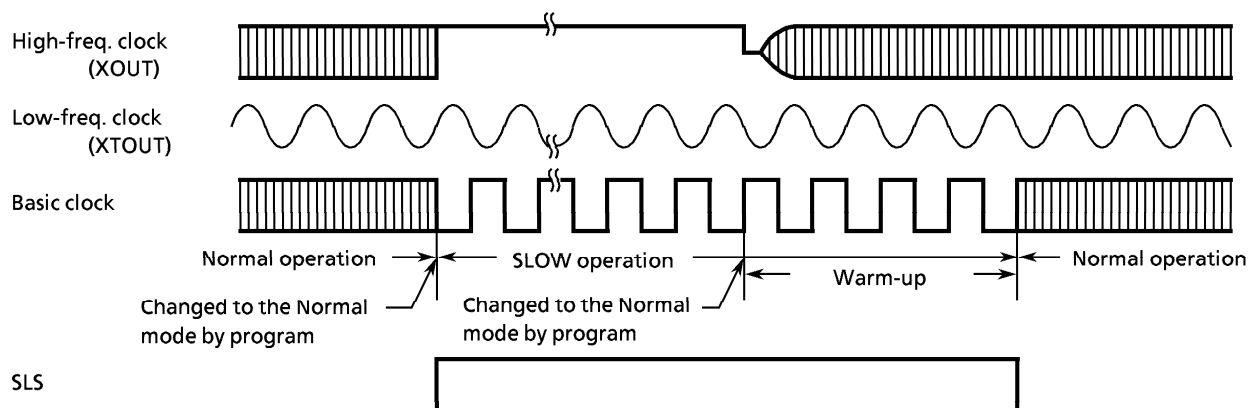 High-freq. clock
(XOUT)
Low-freq. clock
(XTOUT)
Basic clock
Normal operation
SLOW operation
Normal operation
Warm-up
Changed to the Normal
mode by program
Changed to the Normal
mode by program
SLS